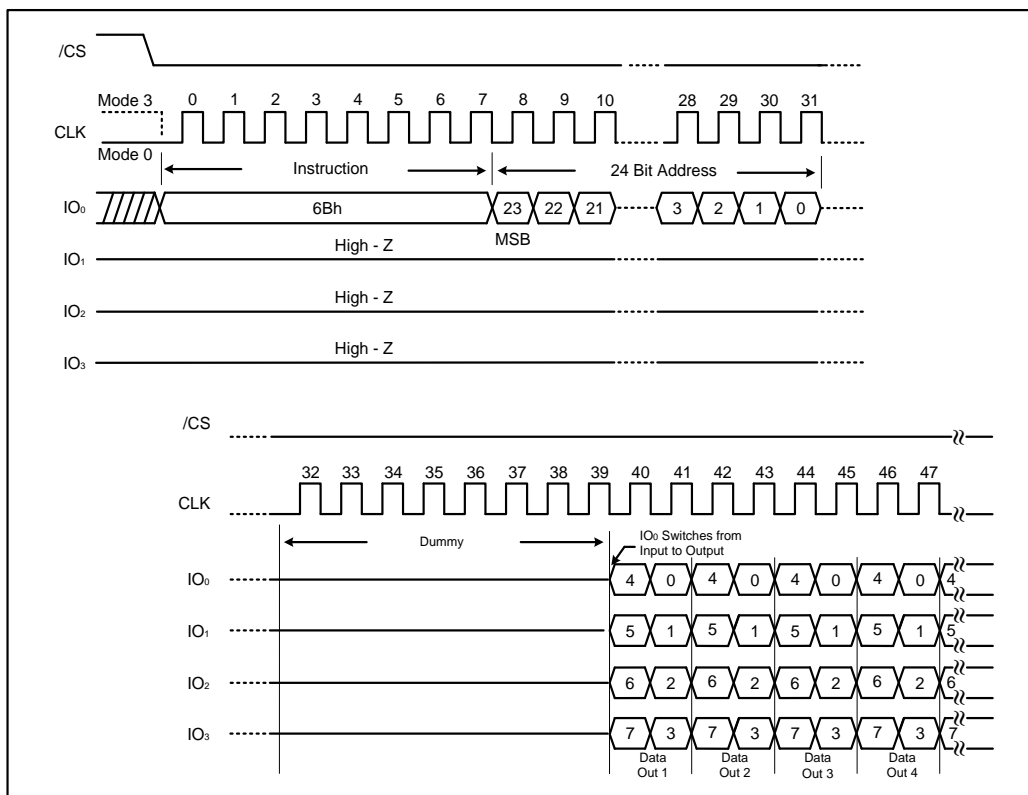 /CS
Mode 3
0 1 2 3 4 5 6 7 8 9 10 28 29 30 31
CLK
Mode 0
Instruction
24 Bit Address
IO₀
6Bh
23 22 21 3 2 1 0
MSB
High - Z
IO₁
High - Z
IO₂
High - Z
IO₃
/CS
32 33 34 35 36 37 38 39 40 41 42 43 44 45 46 47
CLK
Dummy
IO₀ Switches from
Input to Output
IO₀ 4 0 4 0 4 0 4 0 4
IO₁ 5 1 5 1 5 1 5 1 5
IO₂ 6 2 6 2 6 2 6 2 6
IO₃ 7 3 7 3 7 3 7 3 7
Data Data Data Data
Out 1 Out 2 Out 3 Out 4